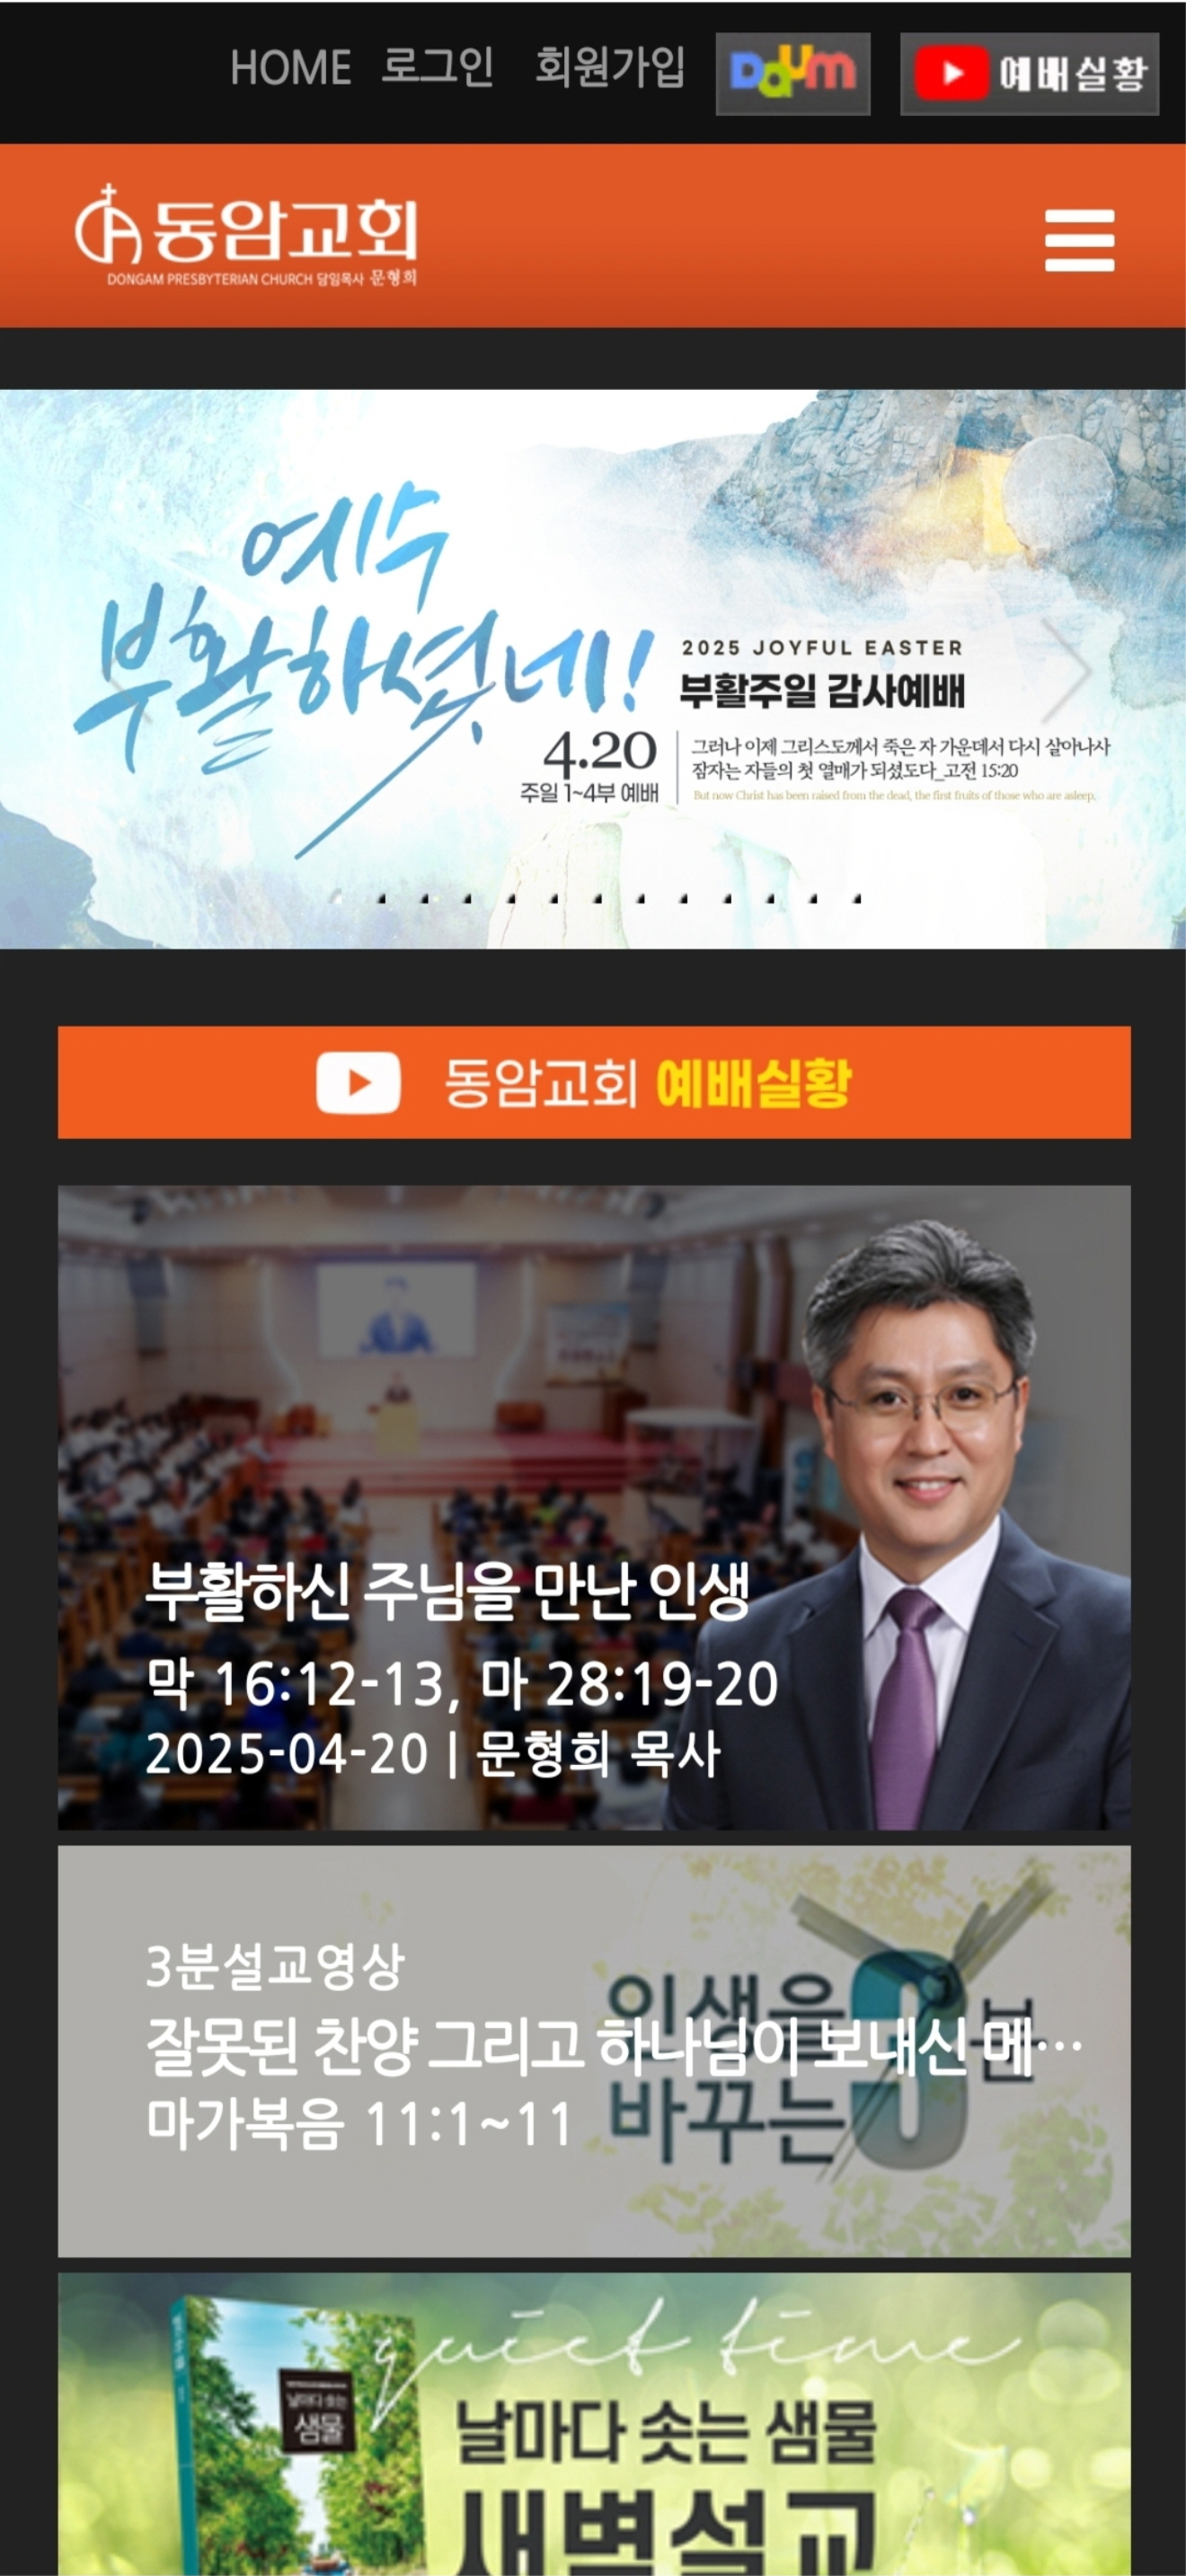 HOME 로그인 회원가입 Daum 예배실황
동암교회
DONGAM PRESBYTERIAN CHURCH 담임목사 문형희
예수
부활하셨네!
2025 JOYFUL EASTER
부활주일 감사예배
4.20
주일 1~4부 예배
그러나 이제 그리스도께서 죽은 자 가운데서 다시 살아나사
잠자는 자들의 첫 열매가 되셨도다_고전 15:20
But now Christ has been raised from the dead, the first fruits of those who are asleep.
동암교회 예배실황
부활하신 주님을 만난 인생
막 16:12-13, 마 28:19-20
2025-04-20 | 문형희 목사
3분설교영상
잘못된 찬양 그리고 하나님이 보내신 메…
마가복음 11:1~11
인생을
바꾸는 3분
quiet time
날마다 솟는 샘물
새벽설교
날마다 솟는
샘물